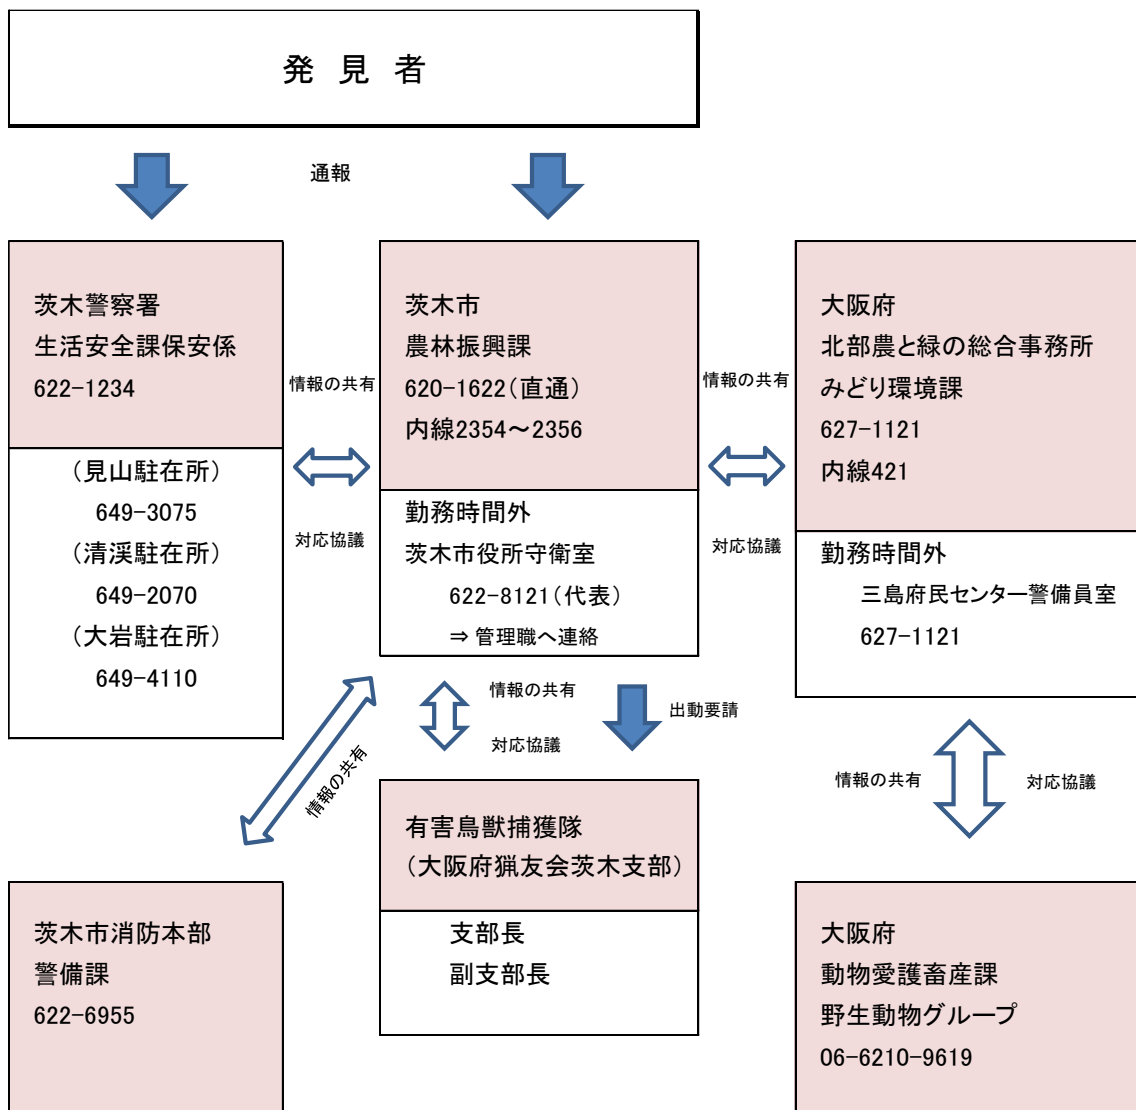 発 見 者
通報
茨木警察署
生活安全課保安係
622-1234
(見山駐在所)
649-3075
(清渓駐在所)
649-2070
(大岩駐在所)
649-4110
情報の共有
対応協議
茨木市
農林振興課
620-1622(直通)
内線2354~2356
勤務時間外
茨木市役所守衛室
622-8121(代表)
⇒ 管理職へ連絡
情報の共有
対応協議
大阪府
北部農と緑の総合事務所
みどり環境課
627-1121
内線421
勤務時間外
三島府民センター警備員室
627-1121
情報の共有
情報の共有
対応協議
出動要請
情報の共有
対応協議
茨木市消防本部
警備課
622-6955
有害鳥獣捕獲隊
(大阪府猟友会茨木支部)
支部長
副支部長
大阪府
動物愛護畜産課
野生動物グループ
06-6210-9619